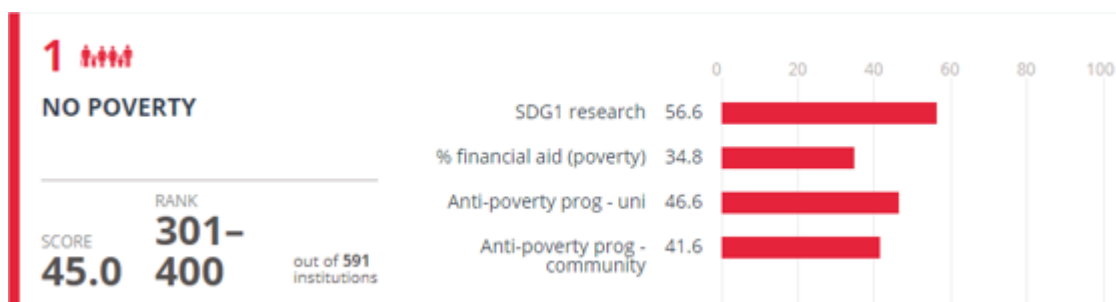 1
NO POVERTY
SCORE
45.0
RANK
301–
400
out of 591
institutions
0 20 40 60 80 100
SDG1 research 56.6
% financial aid (poverty) 34.8
Anti-poverty prog - uni 46.6
Anti-poverty prog - 41.6
community